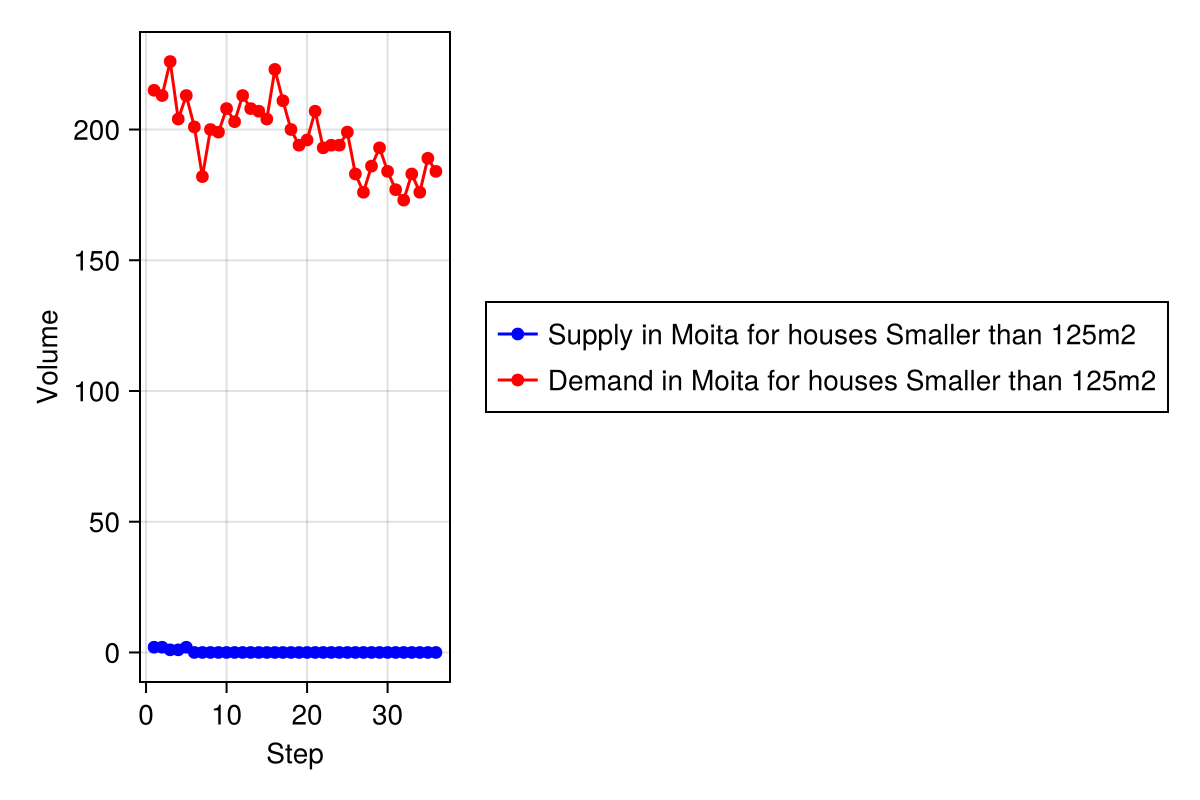 Volume
200
150
100
50
0
0 10 20 30
Step
Supply in Moita for houses Smaller than 125m2
Demand in Moita for houses Smaller than 125m2